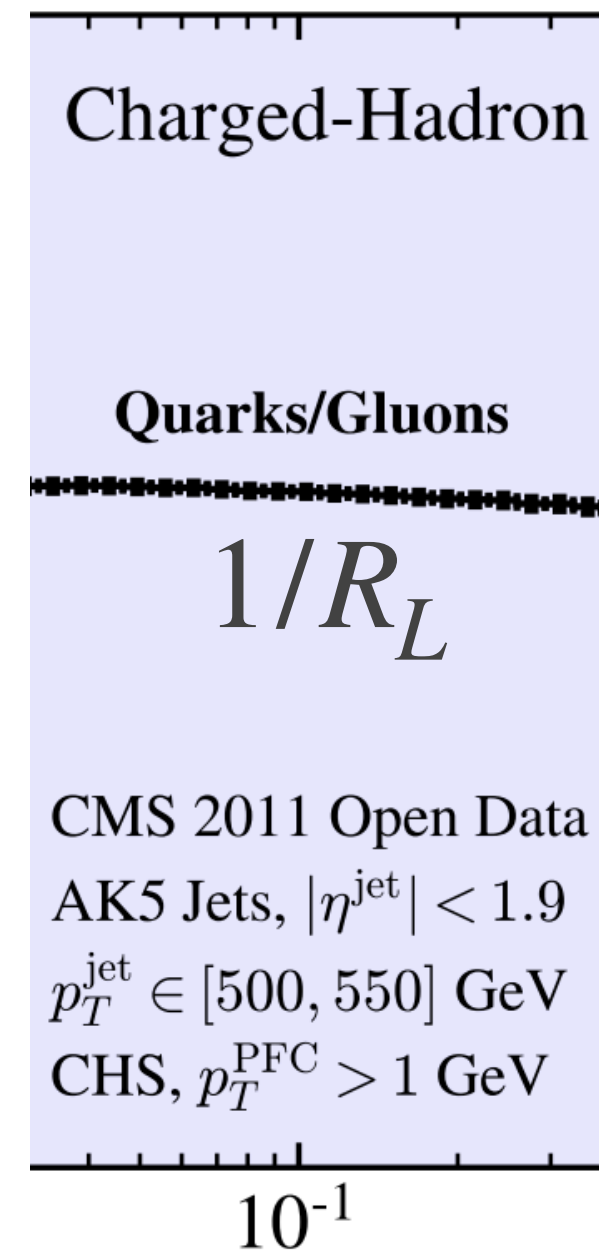 Charged-Hadron
Quarks/Gluons
1/R_L
CMS 2011 Open Data
AK5 Jets, |η^jet| < 1.9
p_T^jet ∈ [500, 550] GeV
CHS, p_T^PFC > 1 GeV
10^-1